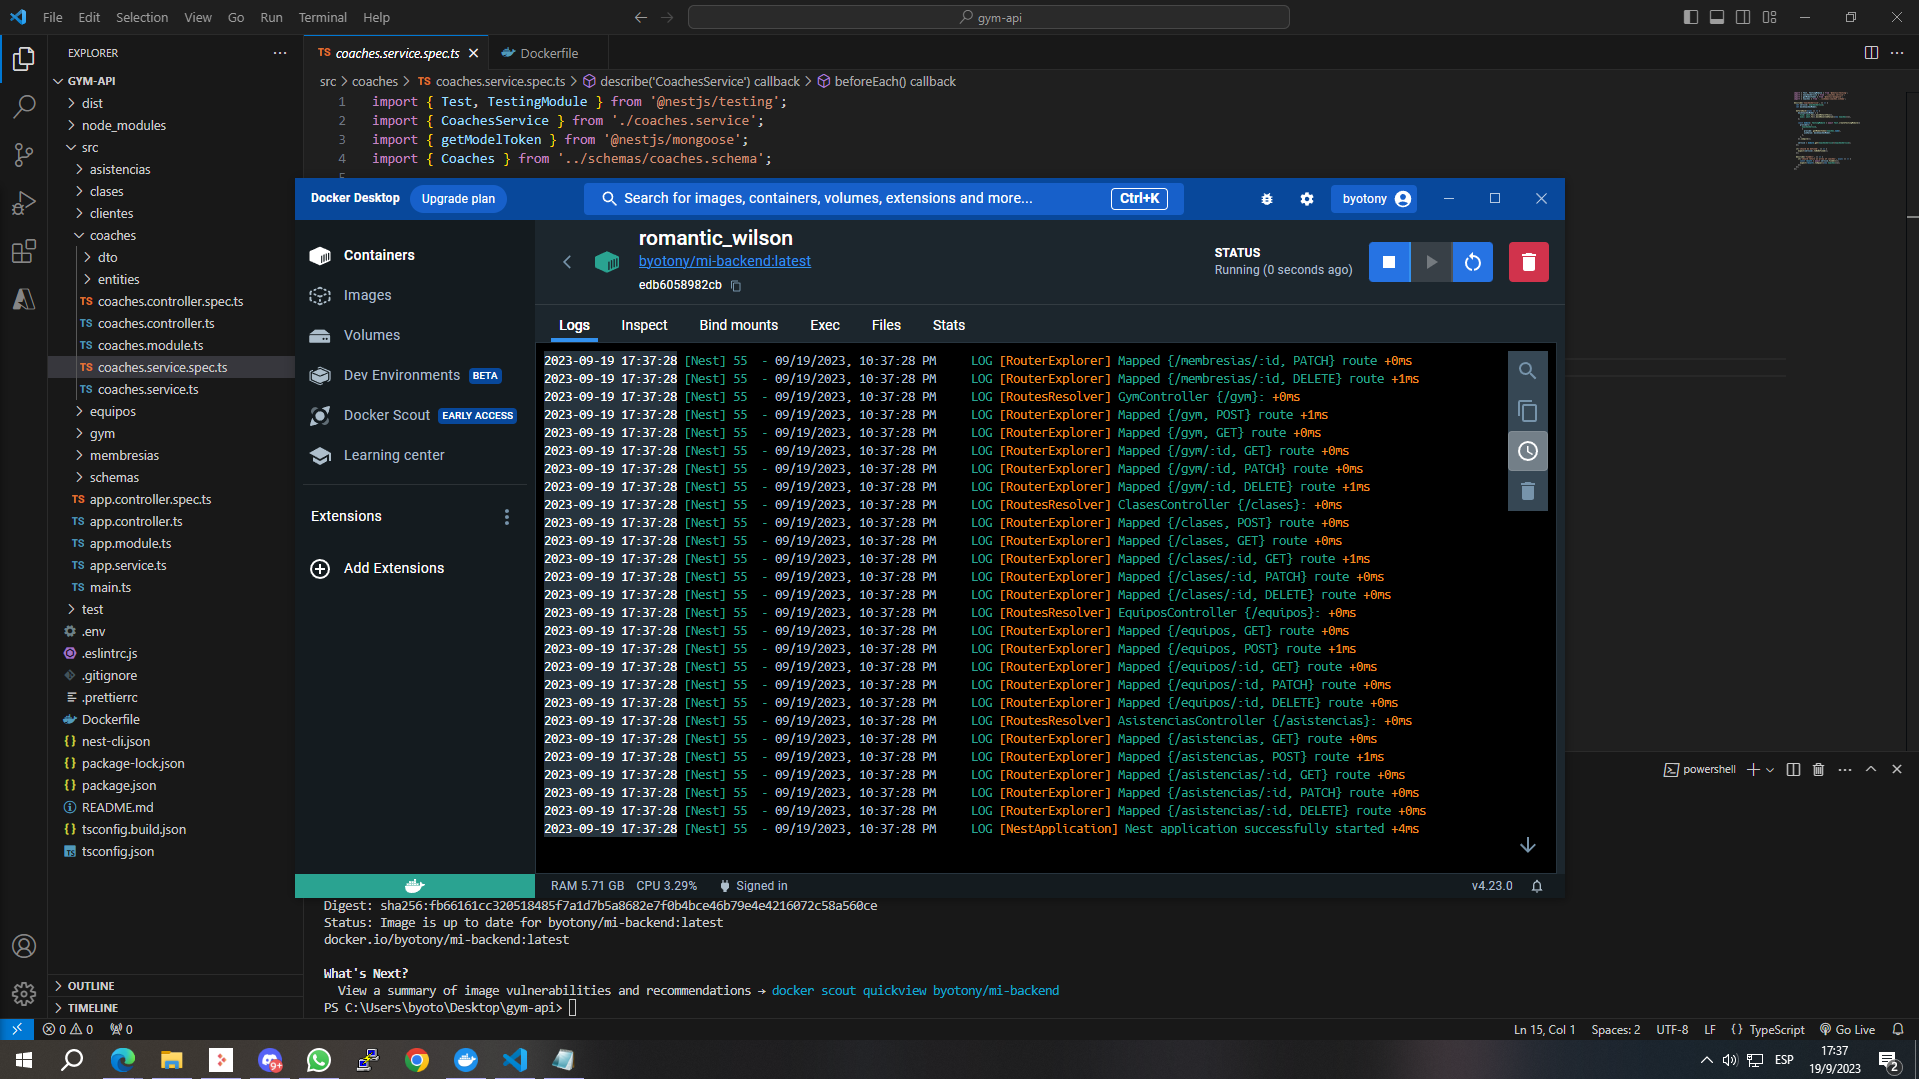 File Edit Selection View Go Run Terminal Help
gym-api
EXPLORER
GYM-API
dist
node_modules
src
asistencias
clases
clientes
coaches
dto
entities
TS coaches.controller.spec.ts
TS coaches.controller.ts
TS coaches.module.ts
TS coaches.service.spec.ts
TS coaches.service.ts
equipos
gym
membresias
schemas
TS app.controller.spec.ts
TS app.controller.ts
TS app.module.ts
TS app.service.ts
TS main.ts
test
.env
.eslintrc.js
.gitignore
.prettierrc
Dockerfile
{} nest-cli.json
{} package-lock.json
{} package.json
README.md
{} tsconfig.build.json
TS tsconfig.json
OUTLINE
TIMELINE
TS coaches.service.spec.ts
Dockerfile
src > coaches > TS coaches.service.spec.ts > describe('CoachesService') callback > beforeEach() callback
1 import { Test, TestingModule } from '@nestjs/testing';
2 import { CoachesService } from './coaches.service';
3 import { getModelToken } from '@nestjs/mongoose';
4 import { Coaches } from '../schemas/coaches.schema';
5
Docker Desktop Upgrade plan
Search for images, containers, volumes, extensions and more... Ctrl+K
byotony
Containers
Images
Volumes
Dev Environments BETA
Docker Scout EARLY ACCESS
Learning center
Extensions
Add Extensions
romantic_wilson
byotony/mi-backend:latest
edb6058982cb
STATUS
Running (0 seconds ago)
Logs Inspect Bind mounts Exec Files Stats
2023-09-19 17:37:28 [Nest] 55 - 09/19/2023, 10:37:28 PM LOG [RouterExplorer] Mapped {/membresias/:id, PATCH} route +0ms
2023-09-19 17:37:28 [Nest] 55 - 09/19/2023, 10:37:28 PM LOG [RouterExplorer] Mapped {/membresias/:id, DELETE} route +1ms
2023-09-19 17:37:28 [Nest] 55 - 09/19/2023, 10:37:28 PM LOG [RoutesResolver] GymController {/gym}: +0ms
2023-09-19 17:37:28 [Nest] 55 - 09/19/2023, 10:37:28 PM LOG [RouterExplorer] Mapped {/gym, POST} route +1ms
2023-09-19 17:37:28 [Nest] 55 - 09/19/2023, 10:37:28 PM LOG [RouterExplorer] Mapped {/gym, GET} route +0ms
2023-09-19 17:37:28 [Nest] 55 - 09/19/2023, 10:37:28 PM LOG [RouterExplorer] Mapped {/gym/:id, GET} route +0ms
2023-09-19 17:37:28 [Nest] 55 - 09/19/2023, 10:37:28 PM LOG [RouterExplorer] Mapped {/gym/:id, PATCH} route +0ms
2023-09-19 17:37:28 [Nest] 55 - 09/19/2023, 10:37:28 PM LOG [RouterExplorer] Mapped {/gym/:id, DELETE} route +1ms
2023-09-19 17:37:28 [Nest] 55 - 09/19/2023, 10:37:28 PM LOG [RoutesResolver] ClasesController {/clases}: +0ms
2023-09-19 17:37:28 [Nest] 55 - 09/19/2023, 10:37:28 PM LOG [RouterExplorer] Mapped {/clases, POST} route +0ms
2023-09-19 17:37:28 [Nest] 55 - 09/19/2023, 10:37:28 PM LOG [RouterExplorer] Mapped {/clases, GET} route +0ms
2023-09-19 17:37:28 [Nest] 55 - 09/19/2023, 10:37:28 PM LOG [RouterExplorer] Mapped {/clases/:id, GET} route +1ms
2023-09-19 17:37:28 [Nest] 55 - 09/19/2023, 10:37:28 PM LOG [RouterExplorer] Mapped {/clases/:id, PATCH} route +0ms
2023-09-19 17:37:28 [Nest] 55 - 09/19/2023, 10:37:28 PM LOG [RouterExplorer] Mapped {/clases/:id, DELETE} route +0ms
2023-09-19 17:37:28 [Nest] 55 - 09/19/2023, 10:37:28 PM LOG [RoutesResolver] EquiposController {/equipos}: +0ms
2023-09-19 17:37:28 [Nest] 55 - 09/19/2023, 10:37:28 PM LOG [RouterExplorer] Mapped {/equipos, GET} route +0ms
2023-09-19 17:37:28 [Nest] 55 - 09/19/2023, 10:37:28 PM LOG [RouterExplorer] Mapped {/equipos, POST} route +1ms
2023-09-19 17:37:28 [Nest] 55 - 09/19/2023, 10:37:28 PM LOG [RouterExplorer] Mapped {/equipos/:id, GET} route +0ms
2023-09-19 17:37:28 [Nest] 55 - 09/19/2023, 10:37:28 PM LOG [RouterExplorer] Mapped {/equipos/:id, PATCH} route +0ms
2023-09-19 17:37:28 [Nest] 55 - 09/19/2023, 10:37:28 PM LOG [RouterExplorer] Mapped {/equipos/:id, DELETE} route +0ms
2023-09-19 17:37:28 [Nest] 55 - 09/19/2023, 10:37:28 PM LOG [RoutesResolver] AsistenciasController {/asistencias}: +0ms
2023-09-19 17:37:28 [Nest] 55 - 09/19/2023, 10:37:28 PM LOG [RouterExplorer] Mapped {/asistencias, GET} route +0ms
2023-09-19 17:37:28 [Nest] 55 - 09/19/2023, 10:37:28 PM LOG [RouterExplorer] Mapped {/asistencias, POST} route +1ms
2023-09-19 17:37:28 [Nest] 55 - 09/19/2023, 10:37:28 PM LOG [RouterExplorer] Mapped {/asistencias/:id, GET} route +0ms
2023-09-19 17:37:28 [Nest] 55 - 09/19/2023, 10:37:28 PM LOG [RouterExplorer] Mapped {/asistencias/:id, PATCH} route +0ms
2023-09-19 17:37:28 [Nest] 55 - 09/19/2023, 10:37:28 PM LOG [RouterExplorer] Mapped {/asistencias/:id, DELETE} route +0ms
2023-09-19 17:37:28 [Nest] 55 - 09/19/2023, 10:37:28 PM LOG [NestApplication] Nest application successfully started +4ms
RAM 5.71 GB CPU 3.29% Signed in v4.23.0
powershell
Digest: sha256:fb66161cc320518485f7a1d7b5a8682e7f0b4bce46b79e4e4216072c58a560ce
Status: Image is up to date for byotony/mi-backend:latest
docker.io/byotony/mi-backend:latest
What's Next?
View a summary of image vulnerabilities and recommendations → docker scout quickview byotony/mi-backend
PS C:\Users\byoto\Desktop\gym-api>
0 0 0
Ln 15, Col 1 Spaces: 2 UTF-8 LF {} TypeScript Go Live
9+
ESP
17:37
19/9/2023
2